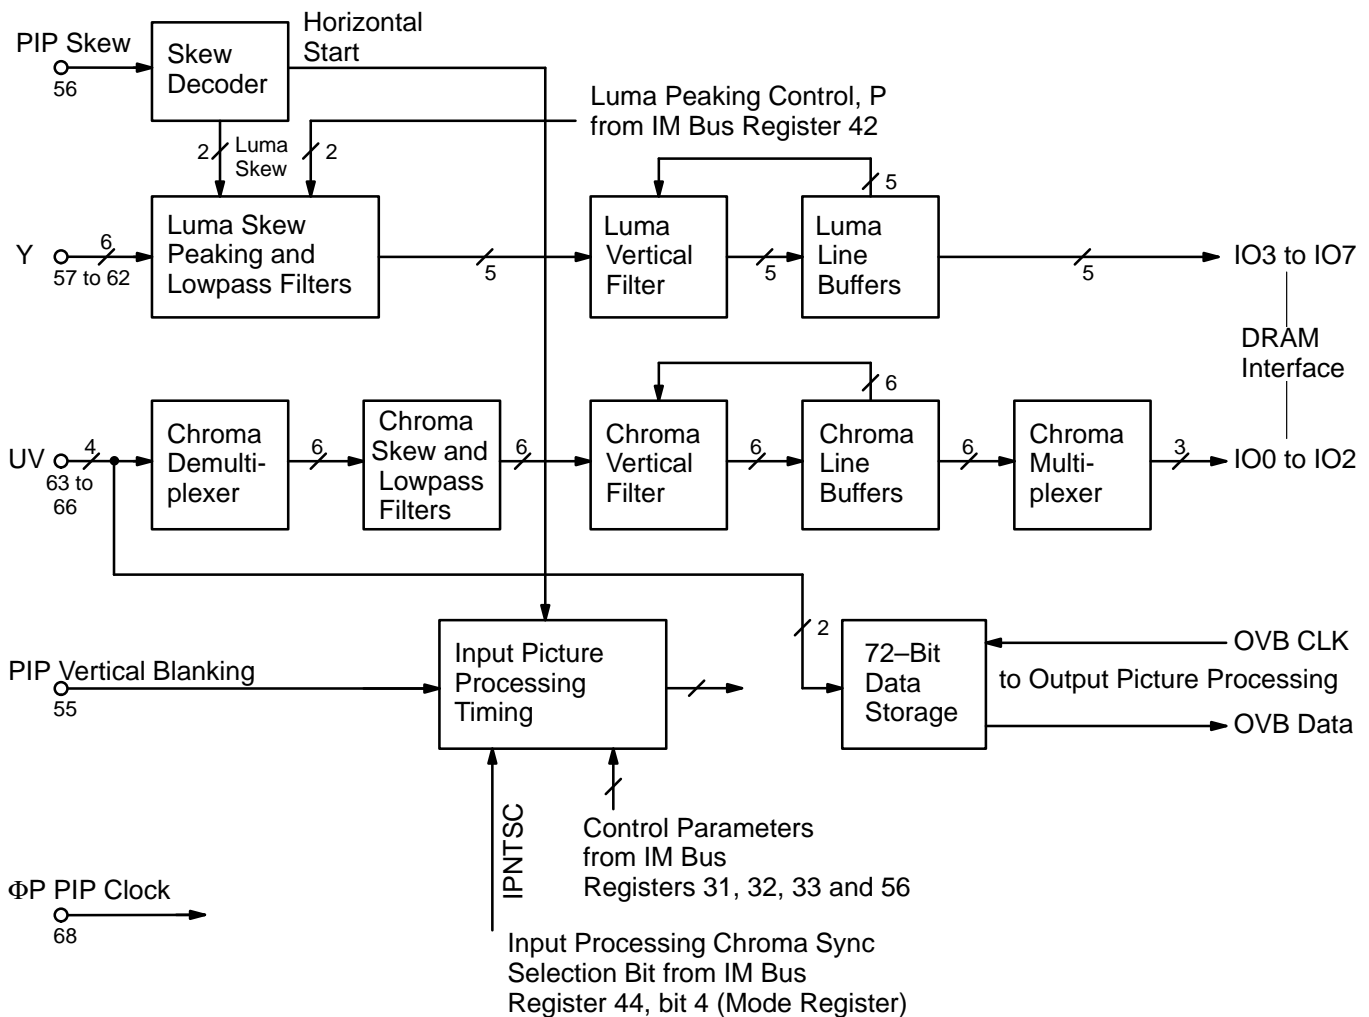 PIP Skew
56
Skew
Decoder
Horizontal
Start
2
Luma
Skew
2
Luma Peaking Control, P
from IM Bus Register 42
Y
6
57 to 62
Luma Skew
Peaking and
Lowpass Filters
5
Luma
Vertical
Filter
5
5
Luma
Line
Buffers
5
IO3 to IO7
DRAM
Interface
UV
4
63 to
66
Chroma
Demulti-
plexer
6
Chroma
Skew and
Lowpass
Filters
6
Chroma
Vertical
Filter
6
6
Chroma
Line
Buffers
6
Chroma
Multi-
plexer
3
IO0 to IO2
PIP Vertical Blanking
55
Input Picture
Processing
Timing
2
72–Bit
Data
Storage
OVB CLK
to Output Picture Processing
OVB Data
IPNTSC
Control Parameters
from IM Bus
Registers 31, 32, 33 and 56
ΦP PIP Clock
68
Input Processing Chroma Sync
Selection Bit from IM Bus
Register 44, bit 4 (Mode Register)